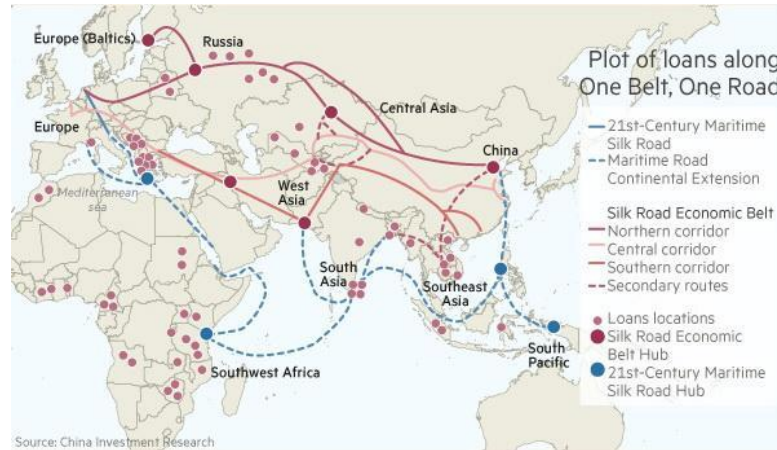 Plot of loans along
One Belt, One Road
21st-Century Maritime
Silk Road
Maritime Road
Continental Extension
Silk Road Economic Belt
Northern corridor
Central corridor
Southern corridor
Secondary routes
Loans locations
Silk Road Economic
Belt Hub
21st-Century Maritime
Silk Road Hub
Europe (Baltics)
Russia
Central Asia
Europe
China
West
Asia
Mediterranean
sea
South
Asia
Southeast
Asia
South
Pacific
Southwest Africa
Source: China Investment Research